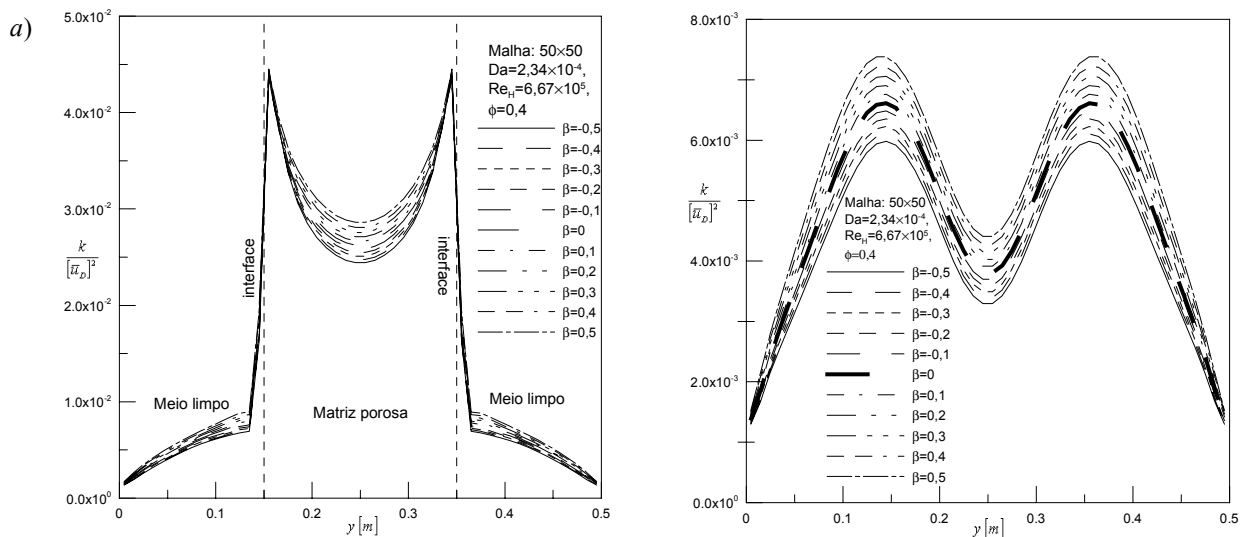 a)
5.0x10⁻²
4.0x10⁻²
3.0x10⁻²
2.0x10⁻²
1.0x10⁻²
0.0x10⁰
k
[u̅_D]²
Malha: 50×50
Da=2,34×10⁻⁴,
Re_H=6,67×10⁵,
ϕ=0,4
β=-0,5
β=-0,4
β=-0,3
β=-0,2
β=-0,1
β=0
β=0,1
β=0,2
β=0,3
β=0,4
β=0,5
interface
interface
Meio limpo
Matriz porosa
Meio limpo
0 0.1 0.2 0.3 0.4 0.5
y [m]
8.0x10⁻³
6.0x10⁻³
4.0x10⁻³
2.0x10⁻³
0.0x10⁰
k
[u̅_D]²
Malha: 50×50
Da=2,34×10⁻⁴,
Re_H=6,67×10⁵,
ϕ=0,4
β=-0,5
β=-0,4
β=-0,3
β=-0,2
β=-0,1
β=0
β=0,1
β=0,2
β=0,3
β=0,4
β=0,5
0 0.1 0.2 0.3 0.4 0.5
y [m]